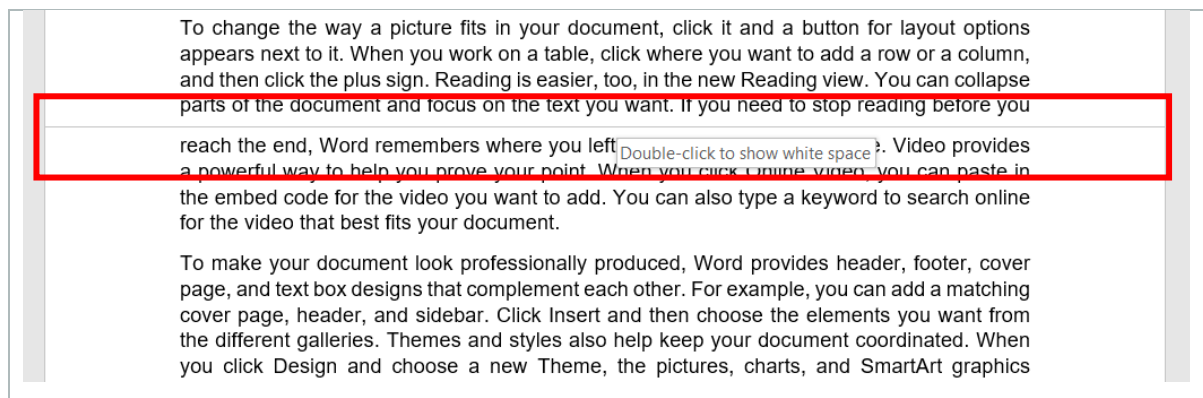 To change the way a picture fits in your document, click it and a button for layout options
appears next to it. When you work on a table, click where you want to add a row or a column,
and then click the plus sign. Reading is easier, too, in the new Reading view. You can collapse
parts of the document and focus on the text you want. If you need to stop reading before you
reach the end, Word remembers where you left Double-click to show white space . Video provides
a powerful way to help you prove your point. When you click Online Video, you can paste in
the embed code for the video you want to add. You can also type a keyword to search online
for the video that best fits your document.
To make your document look professionally produced, Word provides header, footer, cover
page, and text box designs that complement each other. For example, you can add a matching
cover page, header, and sidebar. Click Insert and then choose the elements you want from
the different galleries. Themes and styles also help keep your document coordinated. When
you click Design and choose a new Theme, the pictures, charts, and SmartArt graphics